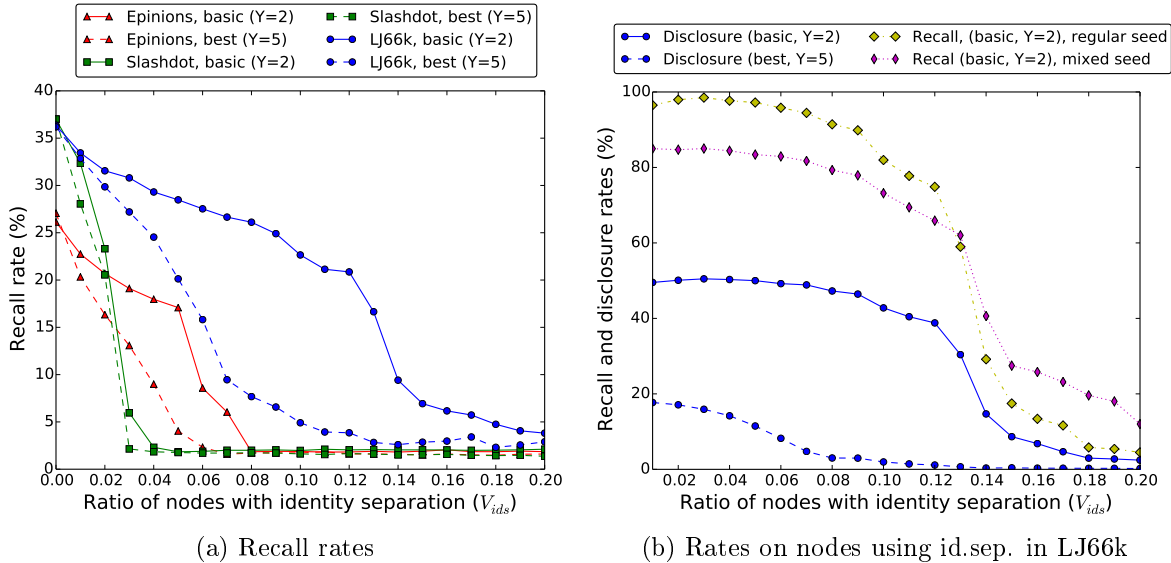 Epinions, basic (Y=2)
Epinions, best (Y=5)
Slashdot, basic (Y=2)
Slashdot, best (Y=5)
LJ66k, basic (Y=2)
LJ66k, best (Y=5)
40
35
30
25
20
15
10
5
0
Recall rate (%)
0.00 0.02 0.04 0.06 0.08 0.10 0.12 0.14 0.16 0.18 0.20
Ratio of nodes with identity separation (V_ids)
(a) Recall rates
Disclosure (basic, Y=2)
Disclosure (best, Y=5)
Recall, (basic, Y=2), regular seed
Recal (basic, Y=2), mixed seed
100
80
60
40
20
0
Recall and disclosure rates (%)
0.02 0.04 0.06 0.08 0.10 0.12 0.14 0.16 0.18 0.20
Ratio of nodes with identity separation (V_ids)
(b) Rates on nodes using id.sep. in LJ66k